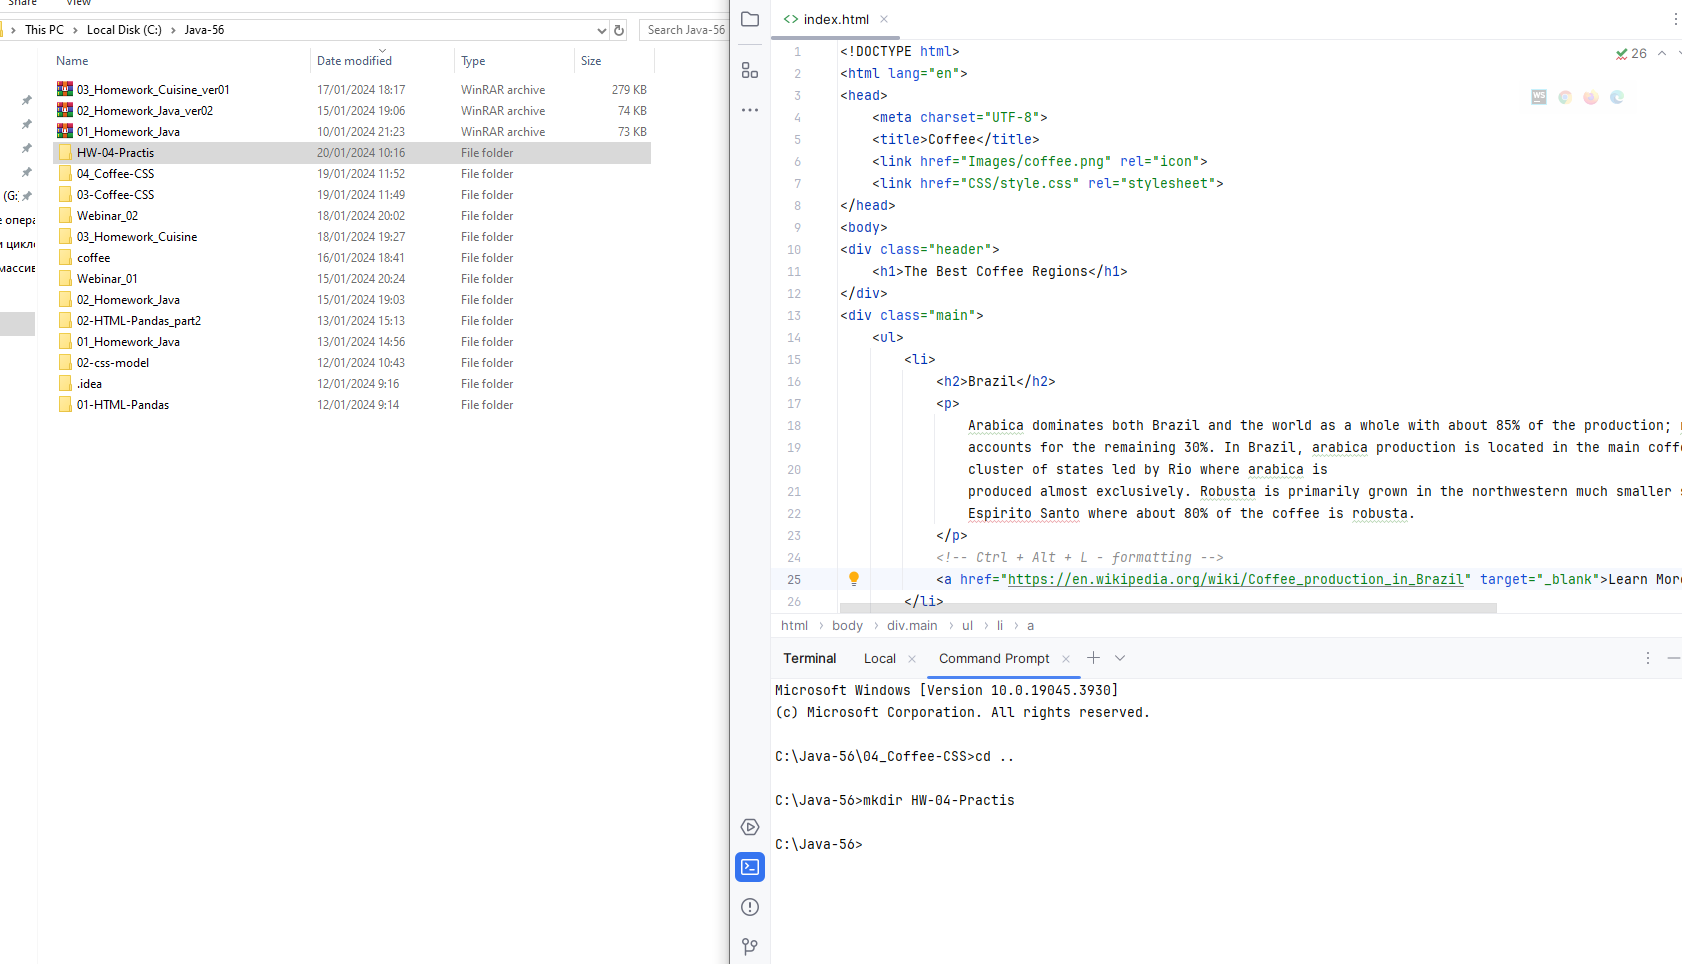 Share View
This PC > Local Disk (C:) > Java-56
Search Java-56
Name Date modified Type Size
03_Homework_Cuisine_ver01 17/01/2024 18:17 WinRAR archive 279 KB
02_Homework_Java_ver02 15/01/2024 19:06 WinRAR archive 74 KB
01_Homework_Java 10/01/2024 21:23 WinRAR archive 73 KB
HW-04-Practis 20/01/2024 10:16 File folder
04_Coffee-CSS 19/01/2024 11:52 File folder
03-Coffee-CSS 19/01/2024 11:49 File folder
Webinar_02 18/01/2024 20:02 File folder
03_Homework_Cuisine 18/01/2024 19:27 File folder
coffee 16/01/2024 18:41 File folder
Webinar_01 15/01/2024 20:24 File folder
02_Homework_Java 15/01/2024 19:03 File folder
02-HTML-Pandas_part2 13/01/2024 15:13 File folder
01_Homework_Java 13/01/2024 14:56 File folder
02-css-model 12/01/2024 10:43 File folder
.idea 12/01/2024 9:16 File folder
01-HTML-Pandas 12/01/2024 9:14 File folder
(G:
е опера
и цикл
массив
<> index.html
26
WS
1 <!DOCTYPE html>
2 <html lang="en">
3 <head>
4 <meta charset="UTF-8">
5 <title>Coffee</title>
6 <link href="Images/coffee.png" rel="icon">
7 <link href="CSS/style.css" rel="stylesheet">
8 </head>
9 <body>
10 <div class="header">
11 <h1>The Best Coffee Regions</h1>
12 </div>
13 <div class="main">
14 <ul>
15 <li>
16 <h2>Brazil</h2>
17 <p>
18 Arabica dominates both Brazil and the world as a whole with about 85% of the production;
19 accounts for the remaining 30%. In Brazil, arabica production is located in the main coff
20 cluster of states led by Rio where arabica is
21 produced almost exclusively. Robusta is primarily grown in the northwestern much smaller
22 Espirito Santo where about 80% of the coffee is robusta.
23 </p>
24 <!-- Ctrl + Alt + L - formatting -->
25 <a href="https://en.wikipedia.org/wiki/Coffee_production_in_Brazil" target="_blank">Learn Mor
26 </li>
html > body > div.main > ul > li > a
Terminal Local Command Prompt
Microsoft Windows [Version 10.0.19045.3930]
(c) Microsoft Corporation. All rights reserved.
C:\Java-56\04_Coffee-CSS>cd ..
C:\Java-56>mkdir HW-04-Practis
C:\Java-56>